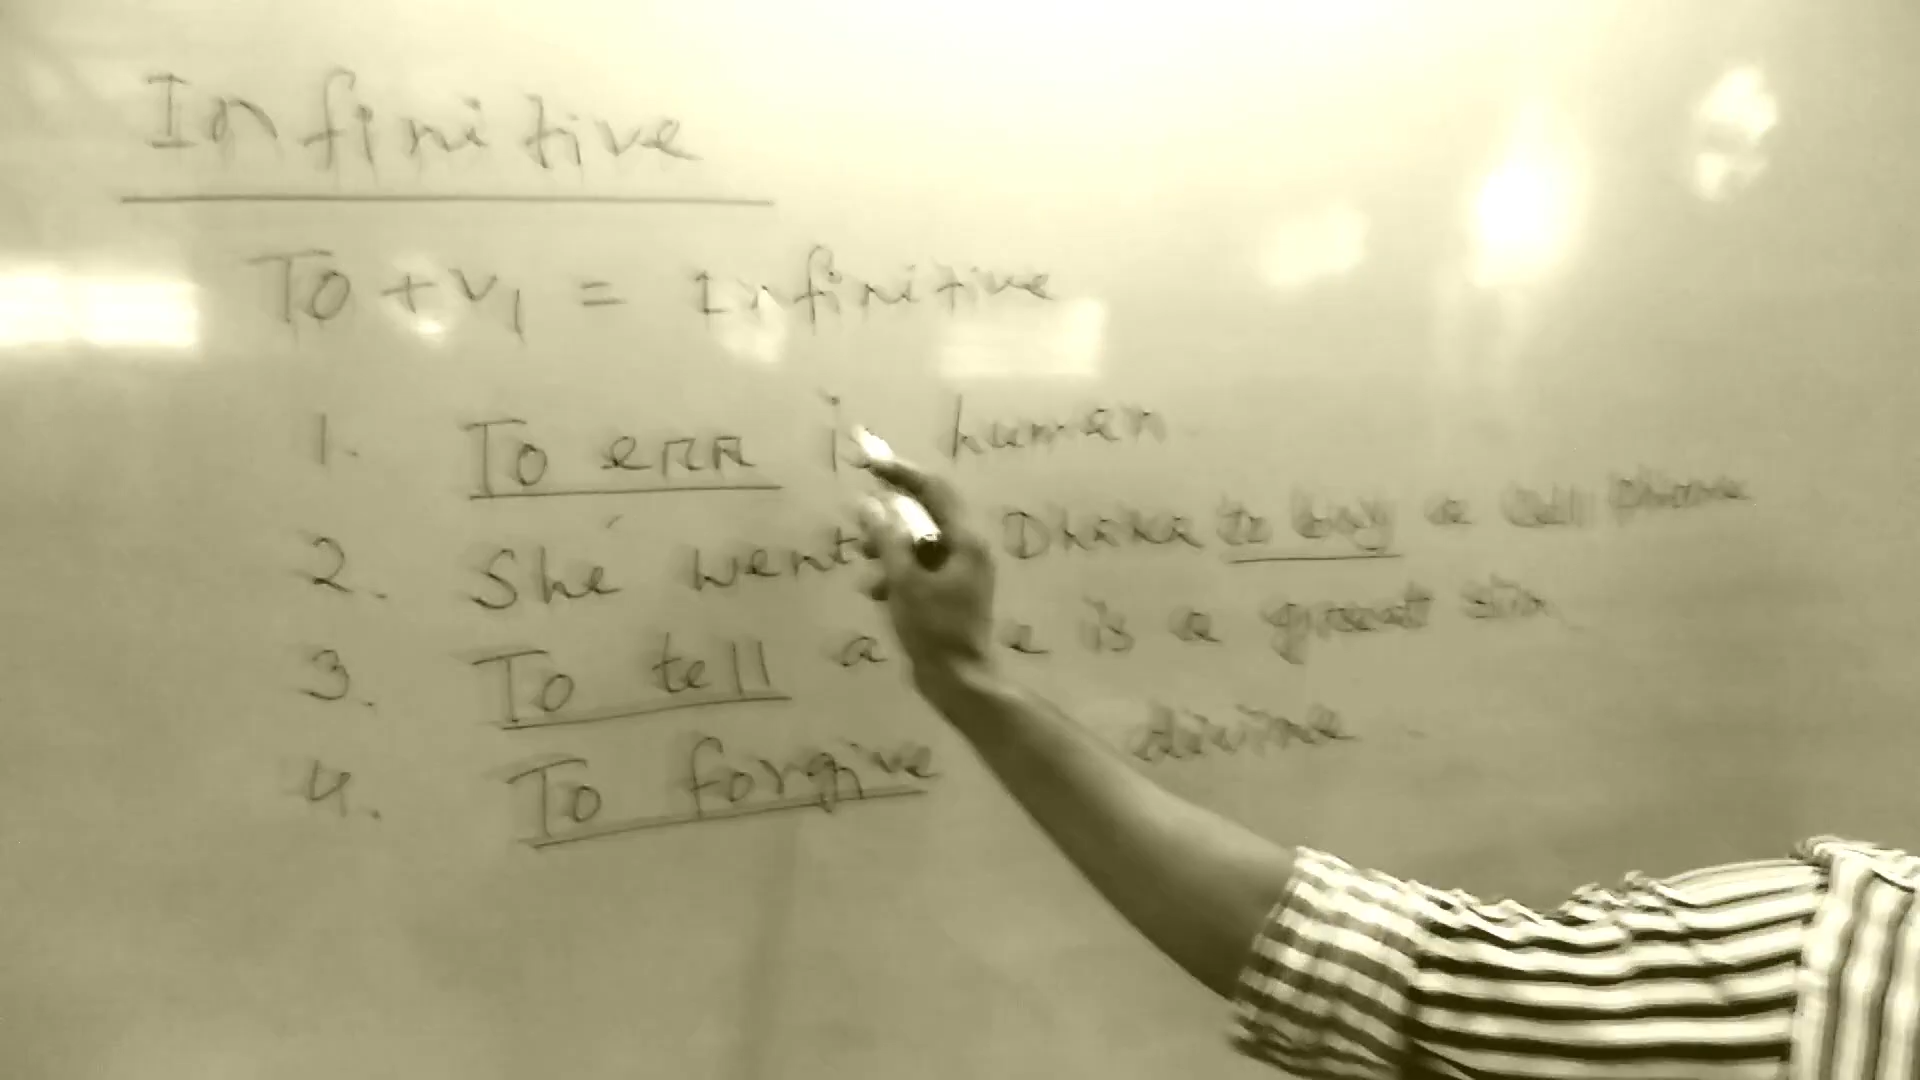 Infinitive
To + V1 = Infinitive
1. To err is human.
2. She went Dhaka to buy a cell phone
3. To tell a is a great sin
4. To forgive divine.